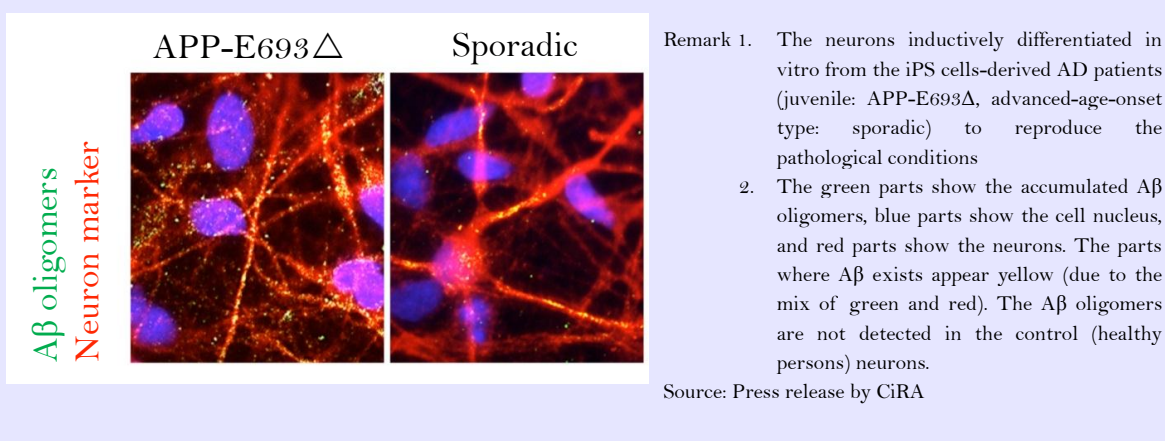 APP-E693△
Sporadic
Aβ oligomers
Neuron marker
Remark 1. The neurons inductively differentiated in
vitro from the iPS cells-derived AD patients
(juvenile: APP-E693Δ, advanced-age-onset
type: sporadic) to reproduce the
pathological conditions
2. The green parts show the accumulated Aβ
oligomers, blue parts show the cell nucleus,
and red parts show the neurons. The parts
where Aβ exists appear yellow (due to the
mix of green and red). The Aβ oligomers
are not detected in the control (healthy
persons) neurons.
Source: Press release by CiRA